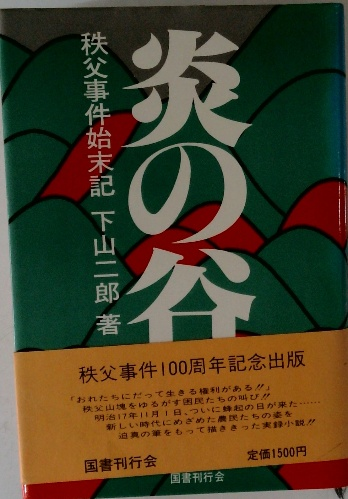 炎の谷
秩父事件始末記 下山二郎 著
秩父事件100周年記念出版
「おれたちにだって生きる権利がある!!」
秩父山塊をゆるがす困民たちの叫び!!
明治17年11月1日、ついに蜂起の日が来た……
新しい時代にめざめた農民たちの姿を
迫真の筆をもって描ききった実録小説!!
国書刊行会
定価1500円
国書刊行会